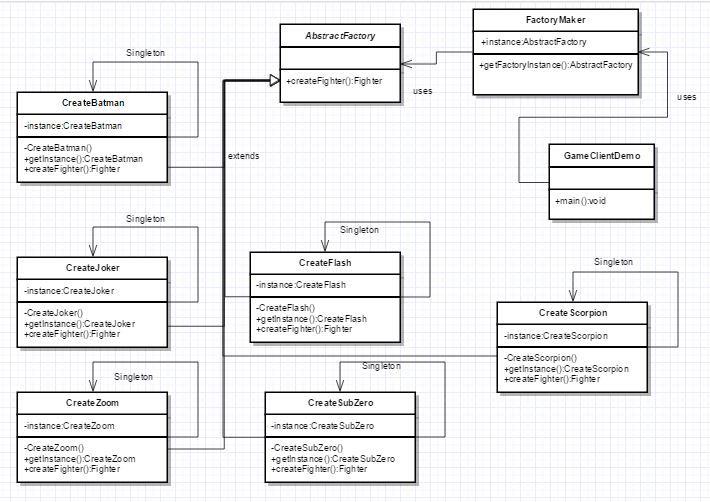 AbstractFactory
+createFighter():Fighter
FactoryMaker
+instance:AbstractFactory
+getFactoryInstance():AbstractFactory
uses
uses
Singleton
CreateBatman
-instance:CreateBatman
-CreateBatman()
+getInstance():CreateBatman
+createFighter():Fighter
extends
GameClientDemo
+main():void
Singleton
CreateJoker
-instance:CreateJoker
-CreateJoker()
+getInstance():CreateJoker
+createFighter():Fighter
Singleton
CreateFlash
-instance:CreateFlash
-CreateFlash()
+getInstance():CreateFlash
+createFighter():Fighter
Singleton
CreateScorpion
-instance:CreateScorpion
-CreateScorpion()
+getInstance():CreateScorpion
+createFighter():Fighter
Singleton
CreateZoom
-instance:CreateZoom
-CreateZoom()
+getInstance():CreateZoom
+createFighter():Fighter
Singleton
CreateSubZero
-instance:CreateSubZero
-CreateSubZero()
+getInstance():CreateSubZero
+createFighter():Fighter